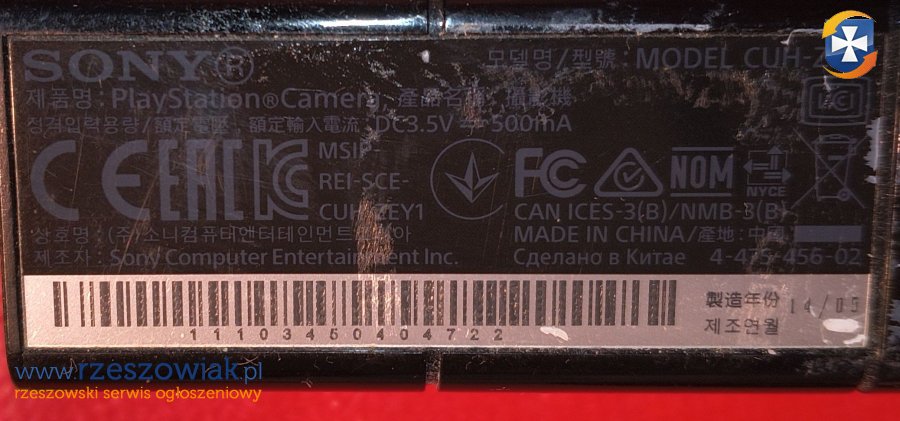 SONY® 모델명/型號: MODEL CUH-
제품명: PlayStation®Camera, 產品名稱: 攝影機
정격입력용량/額定電壓, 額定輸入電流: DC3.5V 500mA
CE EAC KC MSIP- FC NOM NYCE
REI-SCE-
CUH-ZEY1 CAN ICES-3(B)/NMB-3(B)
상호명: (주)소니컴퓨터엔터테인먼트코리아 MADE IN CHINA/產地: 中國
제조자: Sony Computer Entertainment Inc. Сделано в Китае 4-475-456-02
製造年份 14/05
제조연월
11103450404722
www.rzeszowiak.pl
rzeszowski serwis ogłoszeniowy